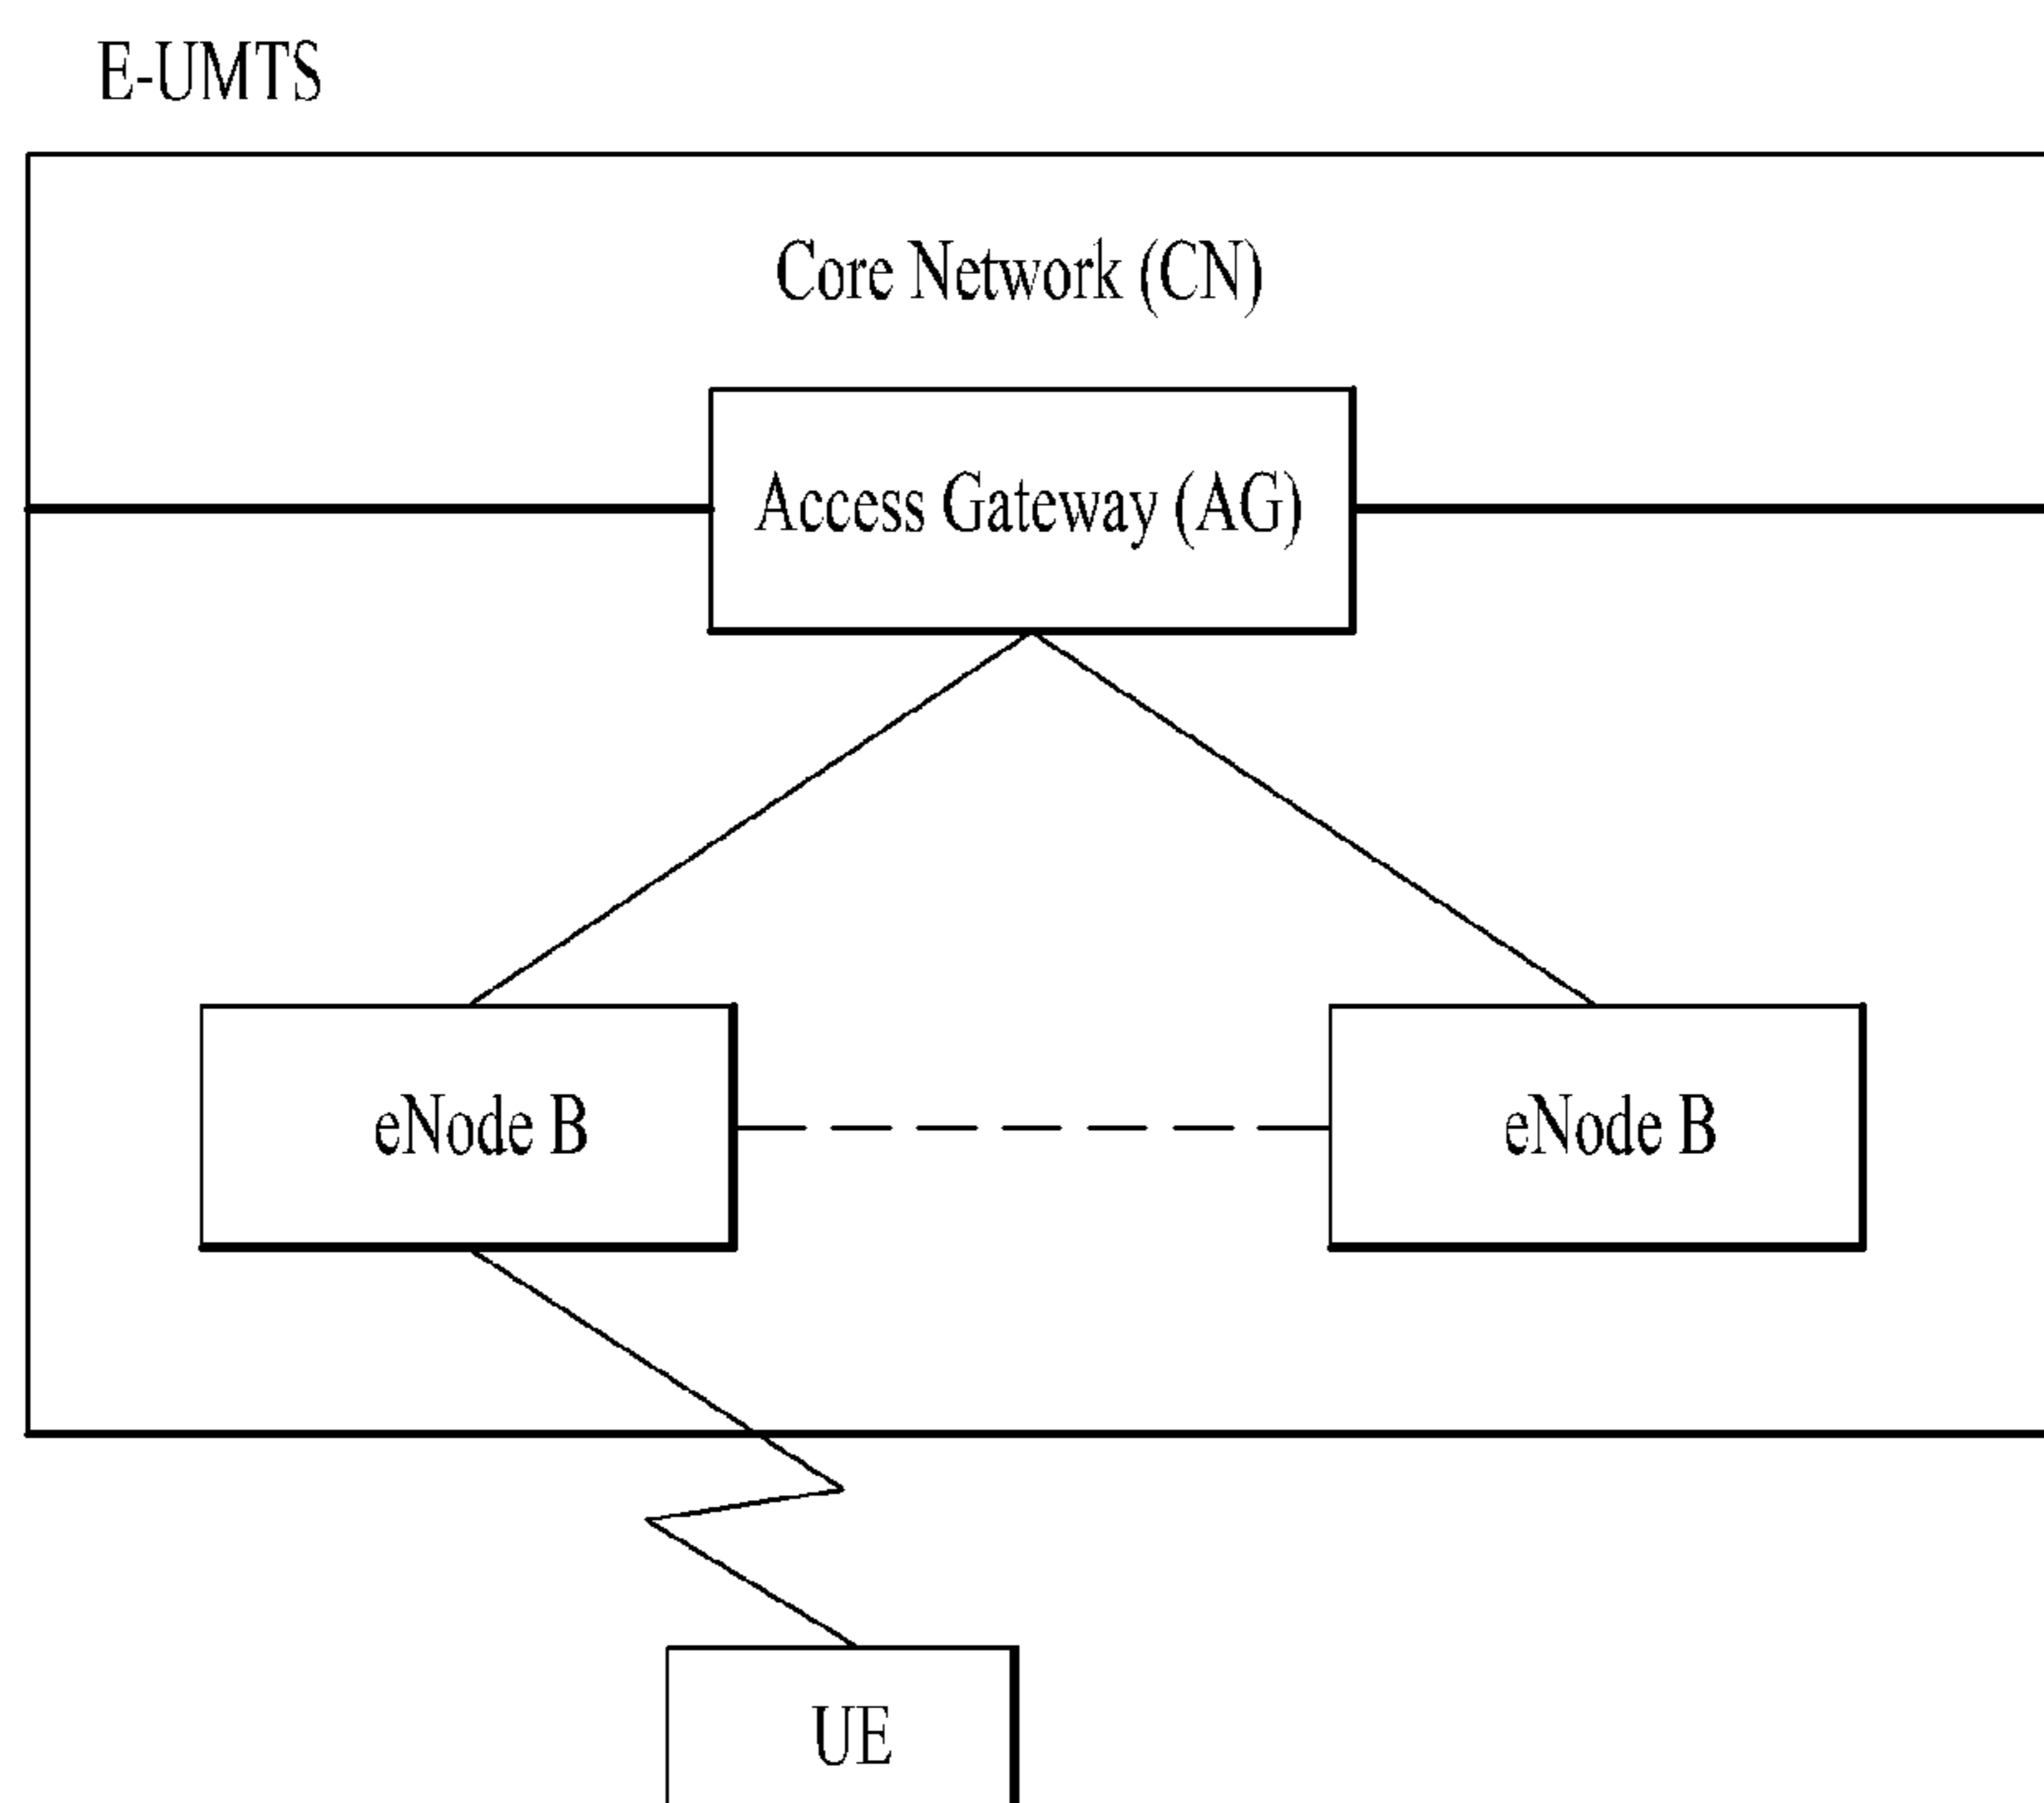 E-UMTS
Core Network (CN)
Access Gateway (AG)
eNode B
eNode B
UE